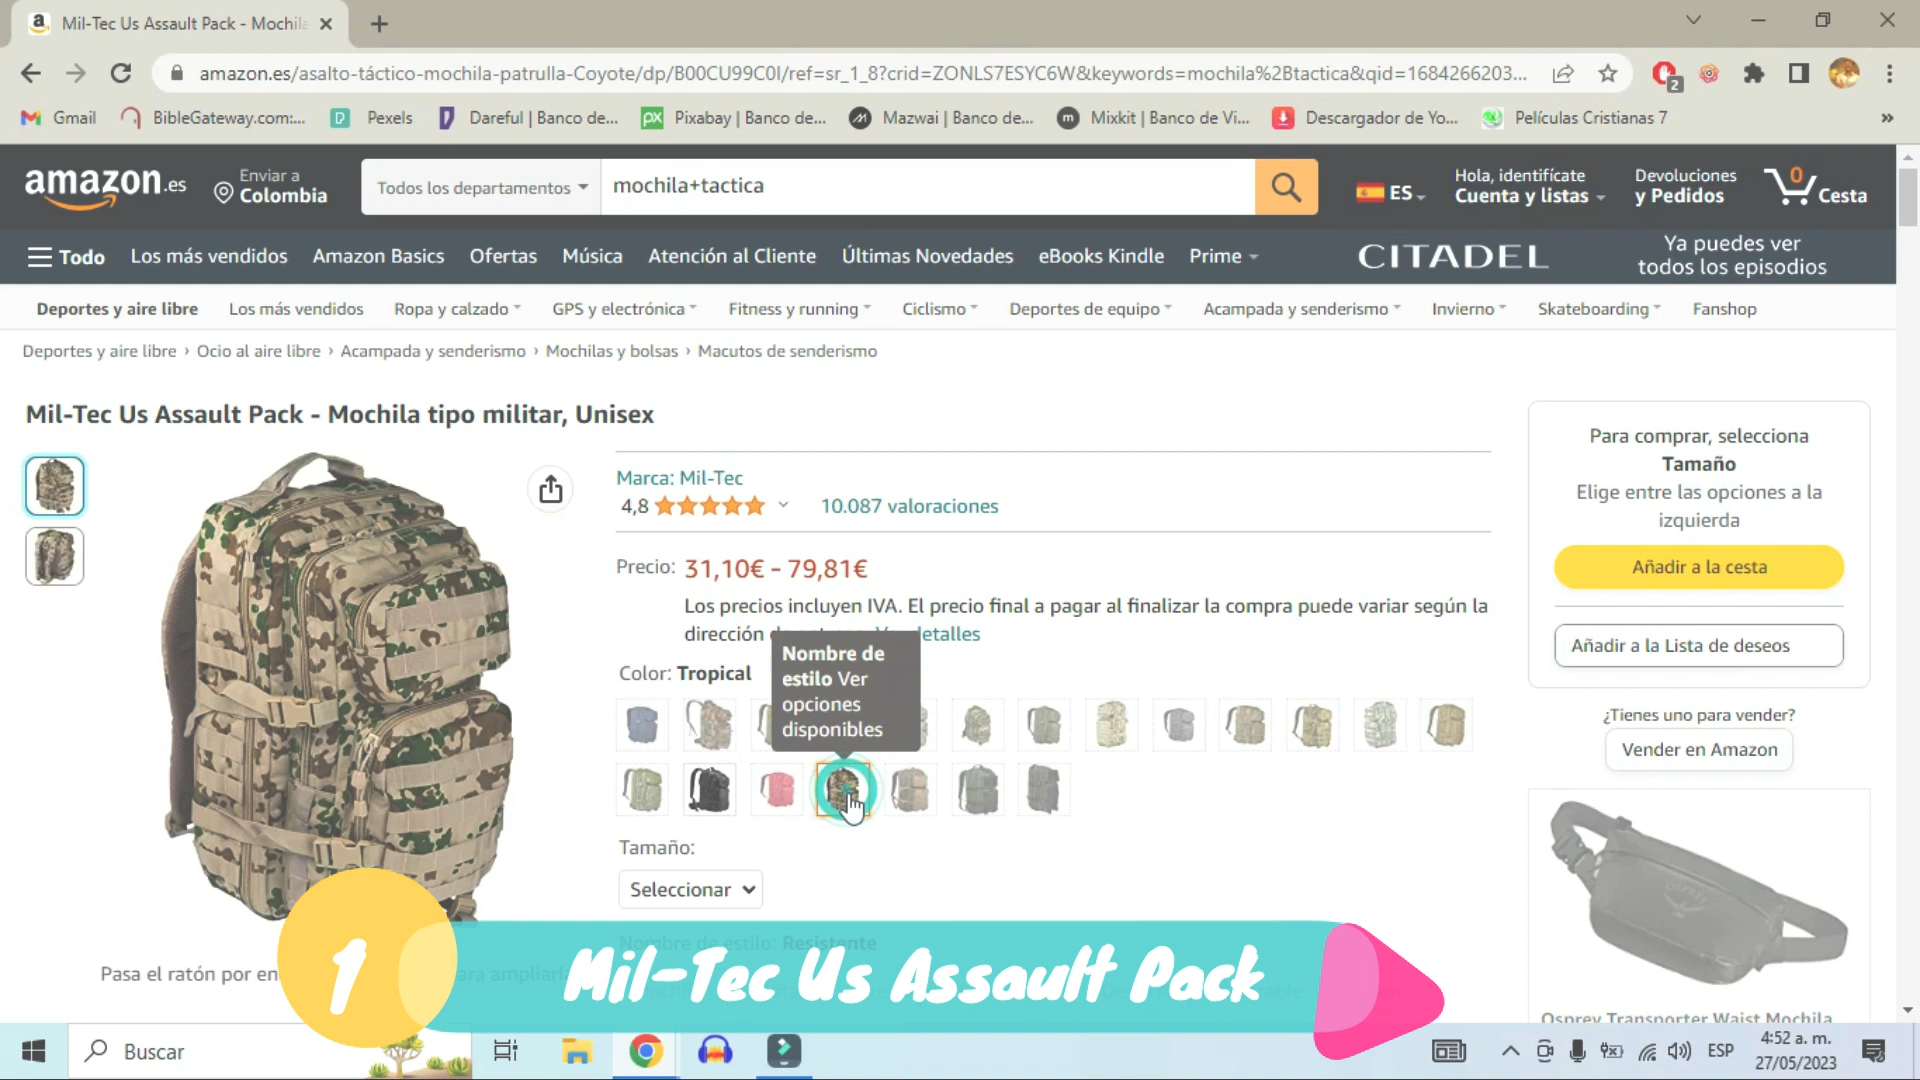 Mil-Tec Us Assault Pack - Mochila
amazon.es/asalto-táctico-mochila-patrulla-Coyote/dp/B00CU99C0I/ref=sr_1_8?crid=ZONLS7ESYC6W&keywords=mochila%2Btactica&qid=1684266203...
2
Gmail BibleGateway.com:... Pexels Dareful | Banco de... Pixabay | Banco de... Mazwai | Banco de... Mixkit | Banco de Vi... Descargador de Yo... Películas Cristianas 7 »
amazon.es
Enviar a
Colombia
Todos los departamentos
mochila+tactica
ES
Hola, identifícate
Cuenta y listas
Devoluciones
y Pedidos
0
Cesta
Todo Los más vendidos Amazon Basics Ofertas Música Atención al Cliente Últimas Novedades eBooks Kindle Prime
CITADEL
Ya puedes ver
todos los episodios
Deportes y aire libre Los más vendidos Ropa y calzado GPS y electrónica Fitness y running Ciclismo Deportes de equipo Acampada y senderismo Invierno Skateboarding Fanshop
Deportes y aire libre › Ocio al aire libre › Acampada y senderismo › Mochilas y bolsas › Macutos de senderismo
Mil-Tec Us Assault Pack - Mochila tipo militar, Unisex
Marca: Mil-Tec
4,8
10.087 valoraciones
Precio: 31,10€ - 79,81€
Los precios incluyen IVA. El precio final a pagar al finalizar la compra puede variar según la
dirección detalles
Nombre de
estilo Ver
opciones
disponibles
Color: Tropical
Tamaño:
Seleccionar
Nombre de estilo: Resistente
Pasa el ratón por en
Para comprar, selecciona
Tamaño
Elige entre las opciones a la
izquierda
Añadir a la cesta
Añadir a la Lista de deseos
¿Tienes uno para vender?
Vender en Amazon
OSPREY
Osprey Transporter Waist Mochila
1
Mil-Tec Us Assault Pack
Buscar
ESP
4:52 a. m.
27/05/2023